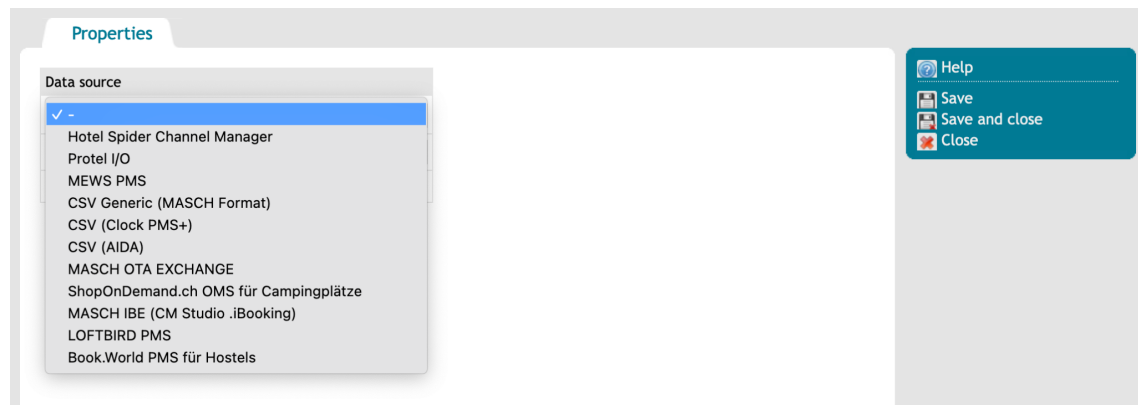 Properties
Data source
✓ -
Hotel Spider Channel Manager
Protel I/O
MEWS PMS
CSV Generic (MASCH Format)
CSV (Clock PMS+)
CSV (AIDA)
MASCH OTA EXCHANGE
ShopOnDemand.ch OMS für Campingplätze
MASCH IBE (CM Studio .iBooking)
LOFTBIRD PMS
Book.World PMS für Hostels
Help
Save
Save and close
Close